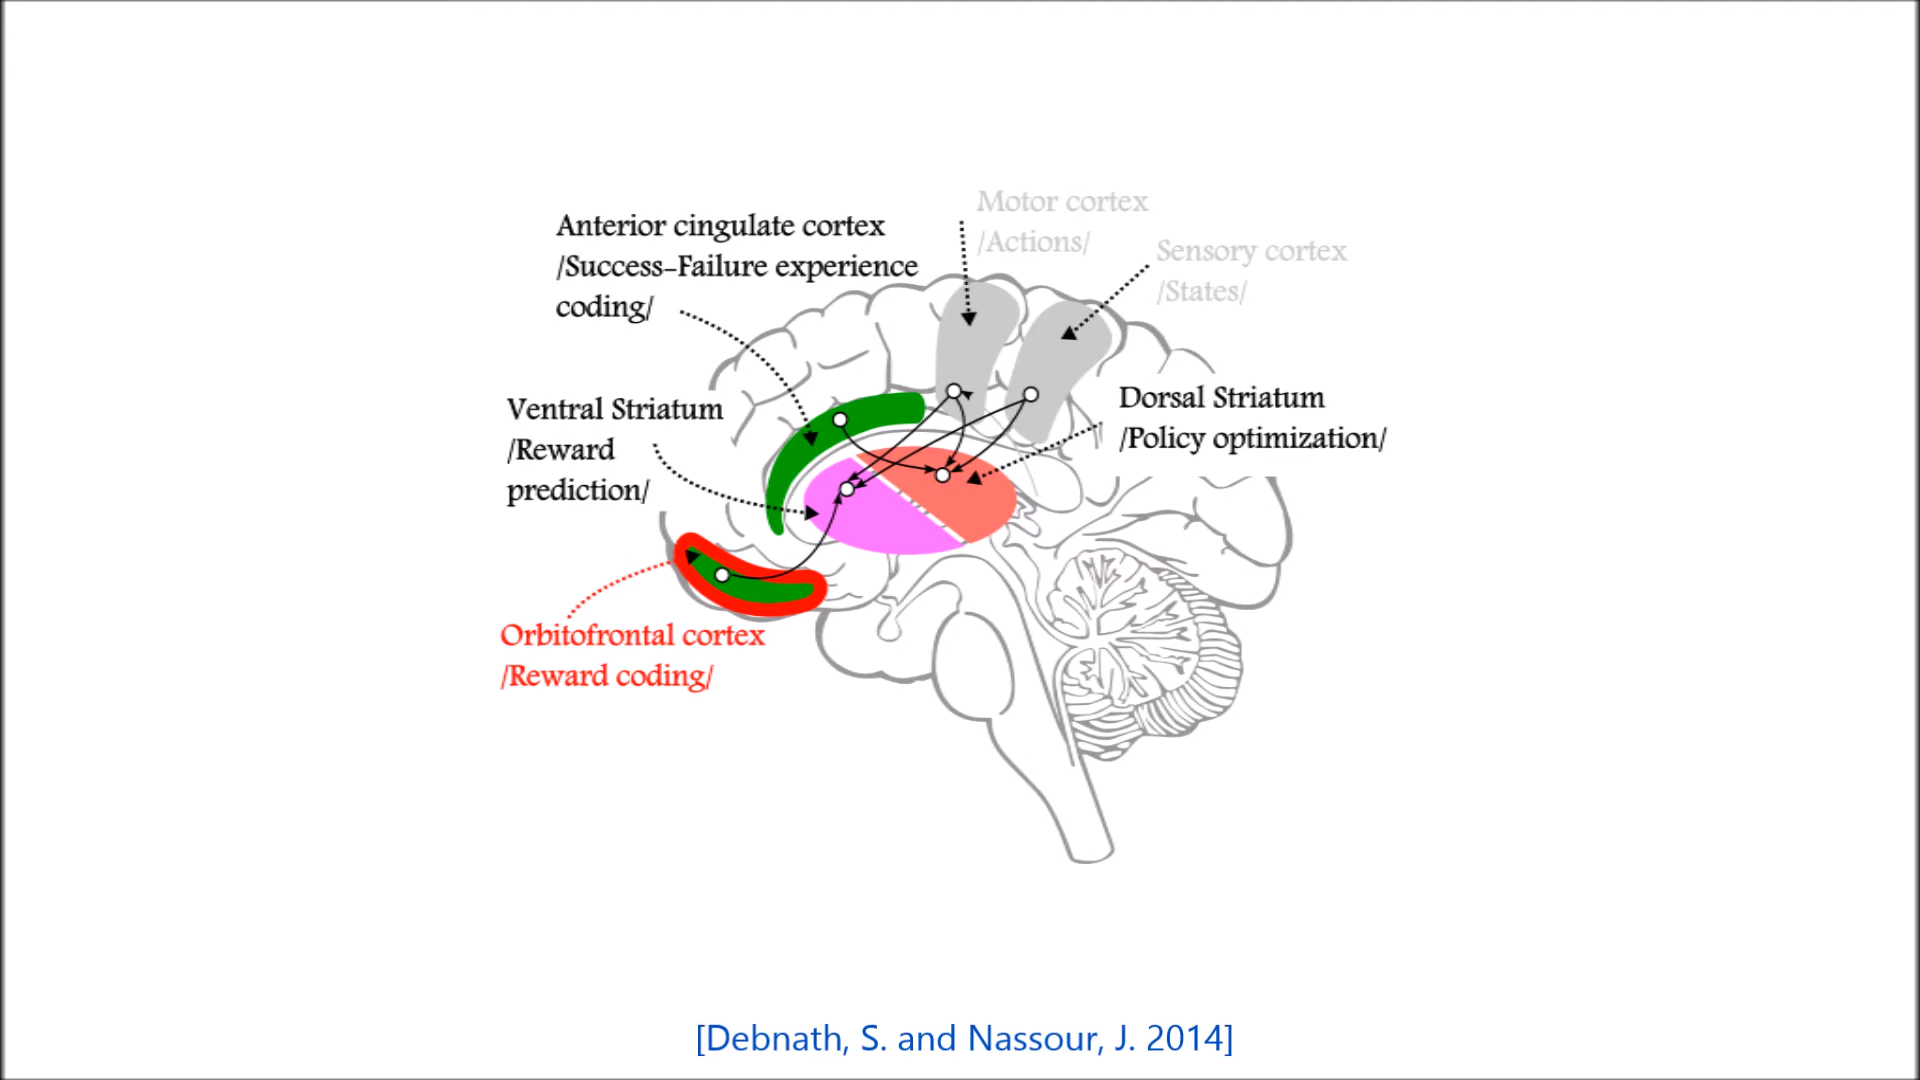 Motor cortex
/Actions/
Anterior cingulate cortex
/Success-Failure experience
coding/
Sensory cortex
/States/
Ventral Striatum
/Reward
prediction/
Dorsal Striatum
/Policy optimization/
Orbitofrontal cortex
/Reward coding/
[Debnath, S. and Nassour, J. 2014]